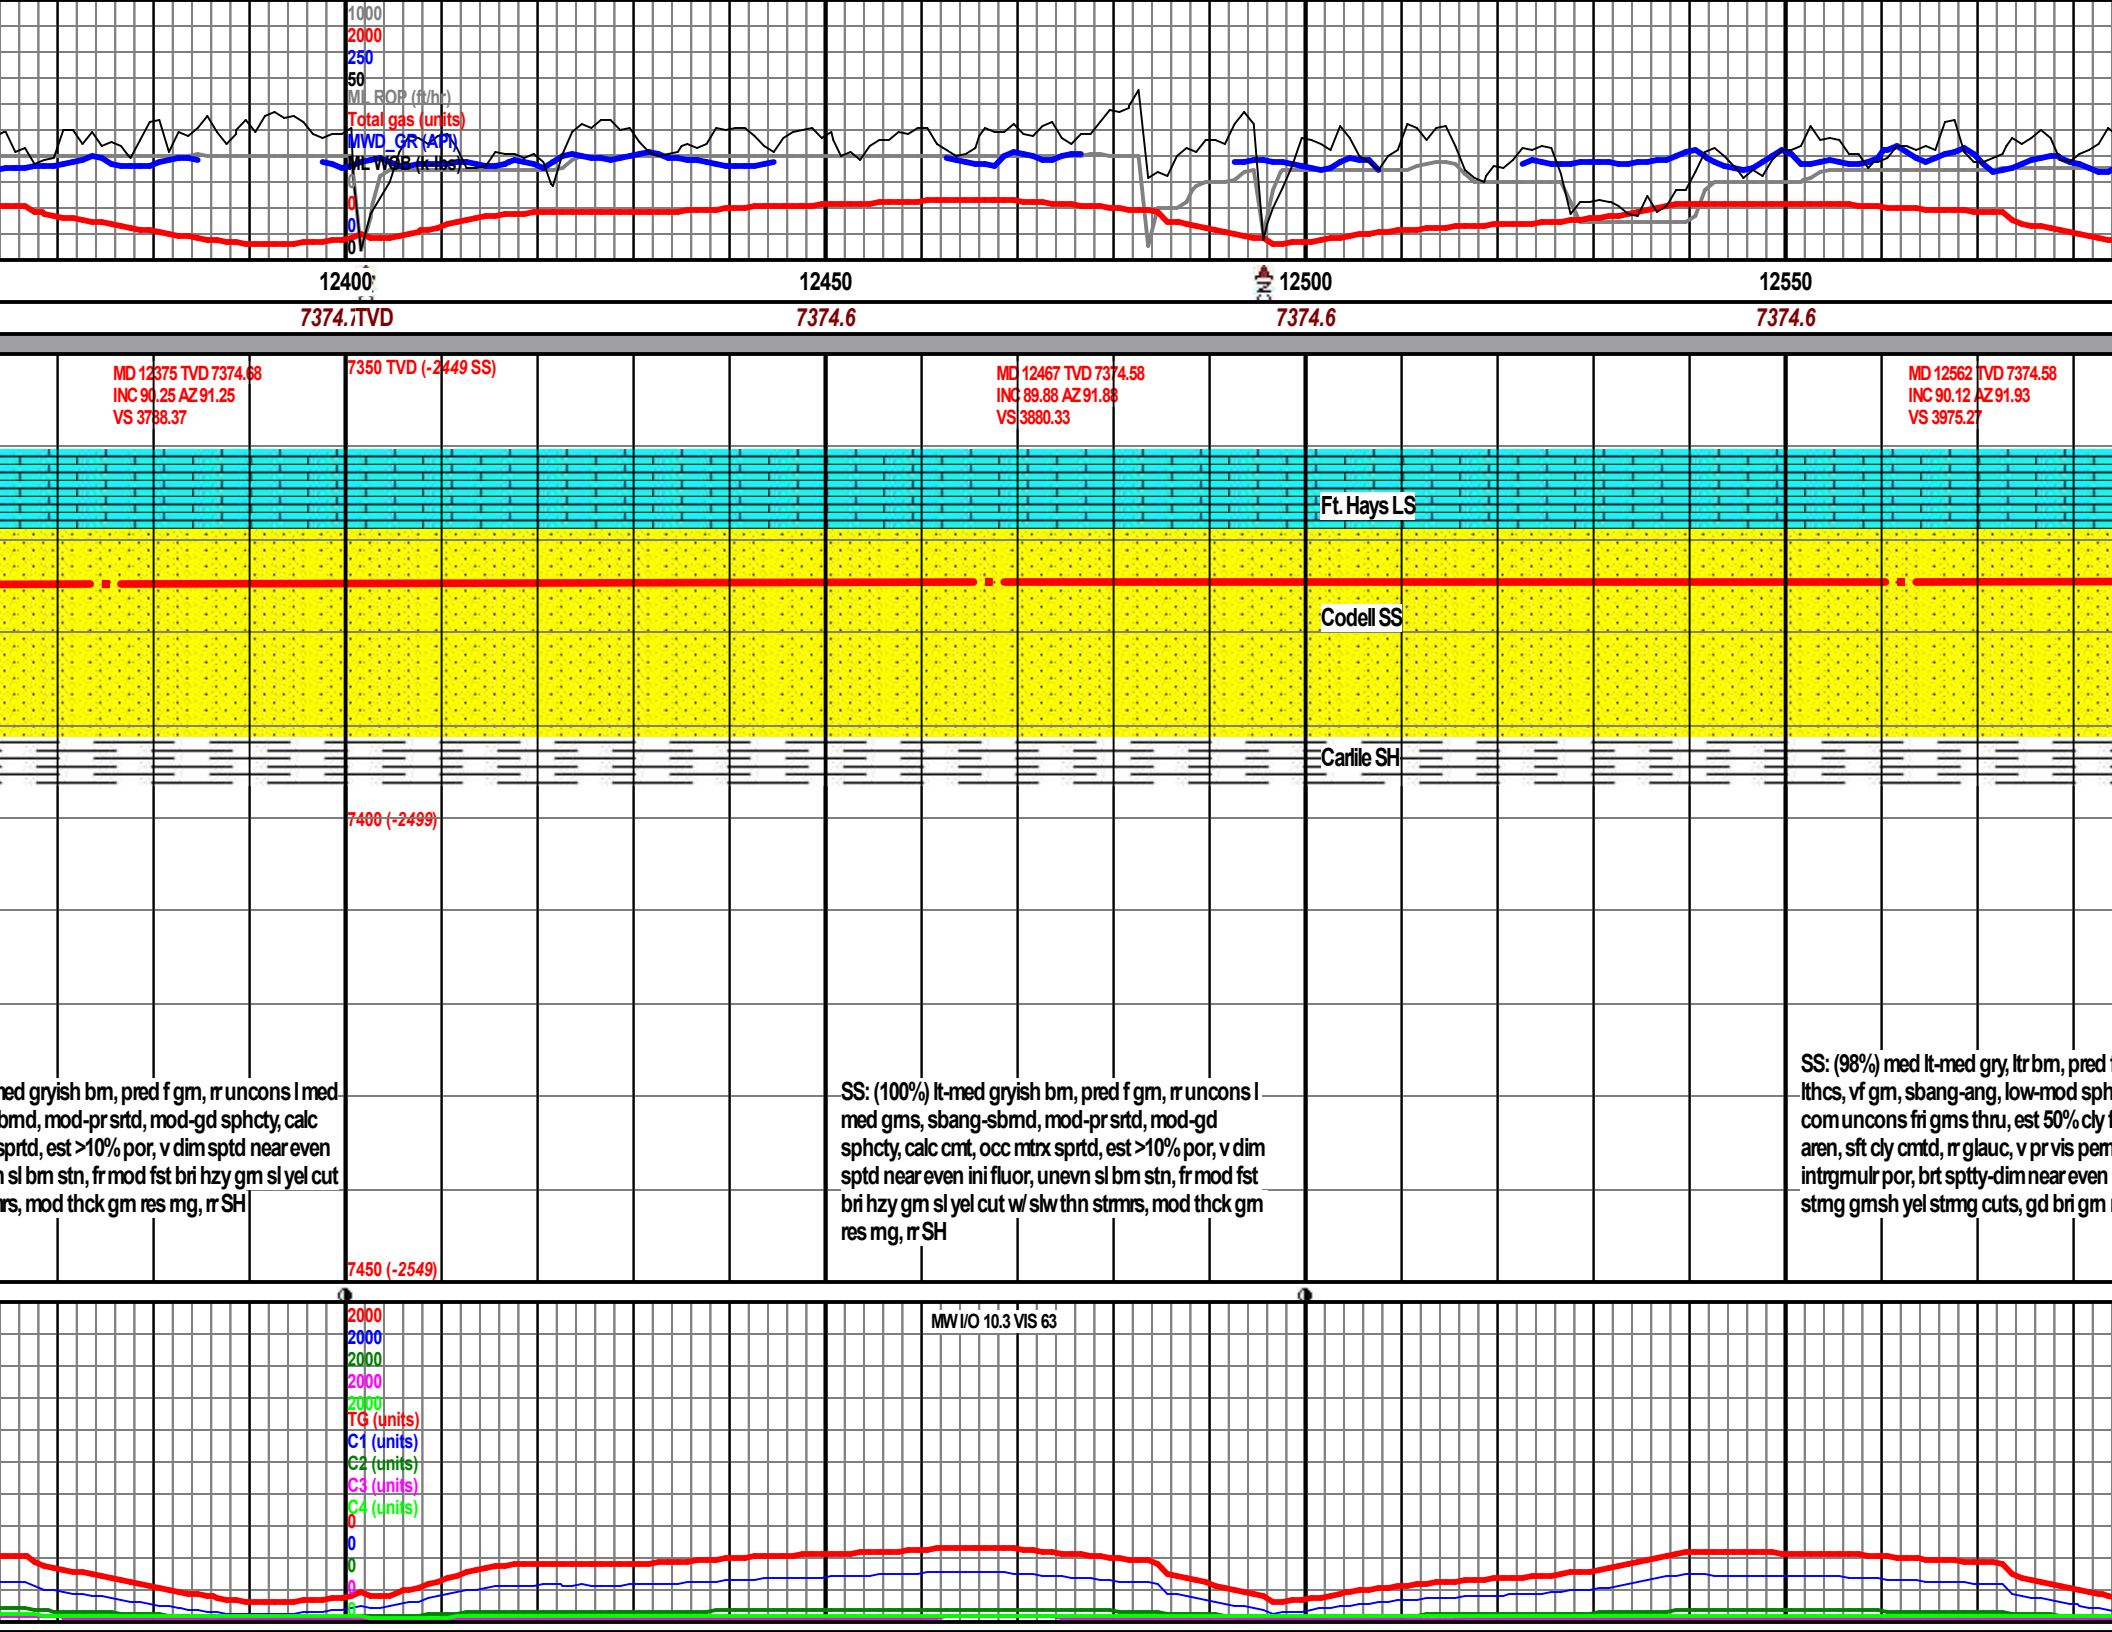 1000
2000
250
50
ML ROP (ft/hr)
Total gas (units)
MWD_GR (API)
ML WOB (k-lbs)
0
0
0
0
12400
12450
12500
12550
7374.7
TVD
7374.6
7374.6
7374.6
MD 12375 TVD 7374.68
INC 90.25 AZ 91.25
VS 3788.37
7350 TVD (-2449 SS)
MD 12467 TVD 7374.58
INC 89.88 AZ 91.88
VS 3880.33
MD 12562 TVD 7374.58
INC 90.12 AZ 91.93
VS 3975.27
Ft. Hays LS
Codell SS
Carlile SH
7400 (-2499)
ed gryish brn, pred f grn, rr uncons l med
brnd, mod-pr srtd, mod-gd sphcty, calc
sprtd, est >10% por, v dim sptd near even
sl brn stn, fr mod fst bri hzy grn sl yel cut
rs, mod thck grn res rng, rr SH
SS: (100%) lt-med gryish brn, pred f grn, rr uncons l
med grns, sbang-sbrnd, mod-pr srtd, mod-gd
sphcty, calc cmt, occ mtrx sprtd, est >10% por, v dim
sptd near even ini fluor, unevn sl brn stn, fr mod fst
bri hzy grn sl yel cut w/ slw thn strmrs, mod thck grn
res rng, rr SH
SS: (98%) med lt-med gry, ltr brn, pred
lthcs, vf grn, sbang-ang, low-mod sph
com uncons fri grns thru, est 50% cly
aren, sft cly cmtd, rr glauc, v pr vis perm
intrgrnulr por, brt sptty-dim near even
strng grnsh yel strmg cuts, gd bri grn
7450 (-2549)
2000
2000
2000
2000
2000
TG (units)
C1 (units)
C2 (units)
C3 (units)
C4 (units)
0
0
0
0
0
MW I/O 10.3 VIS 63